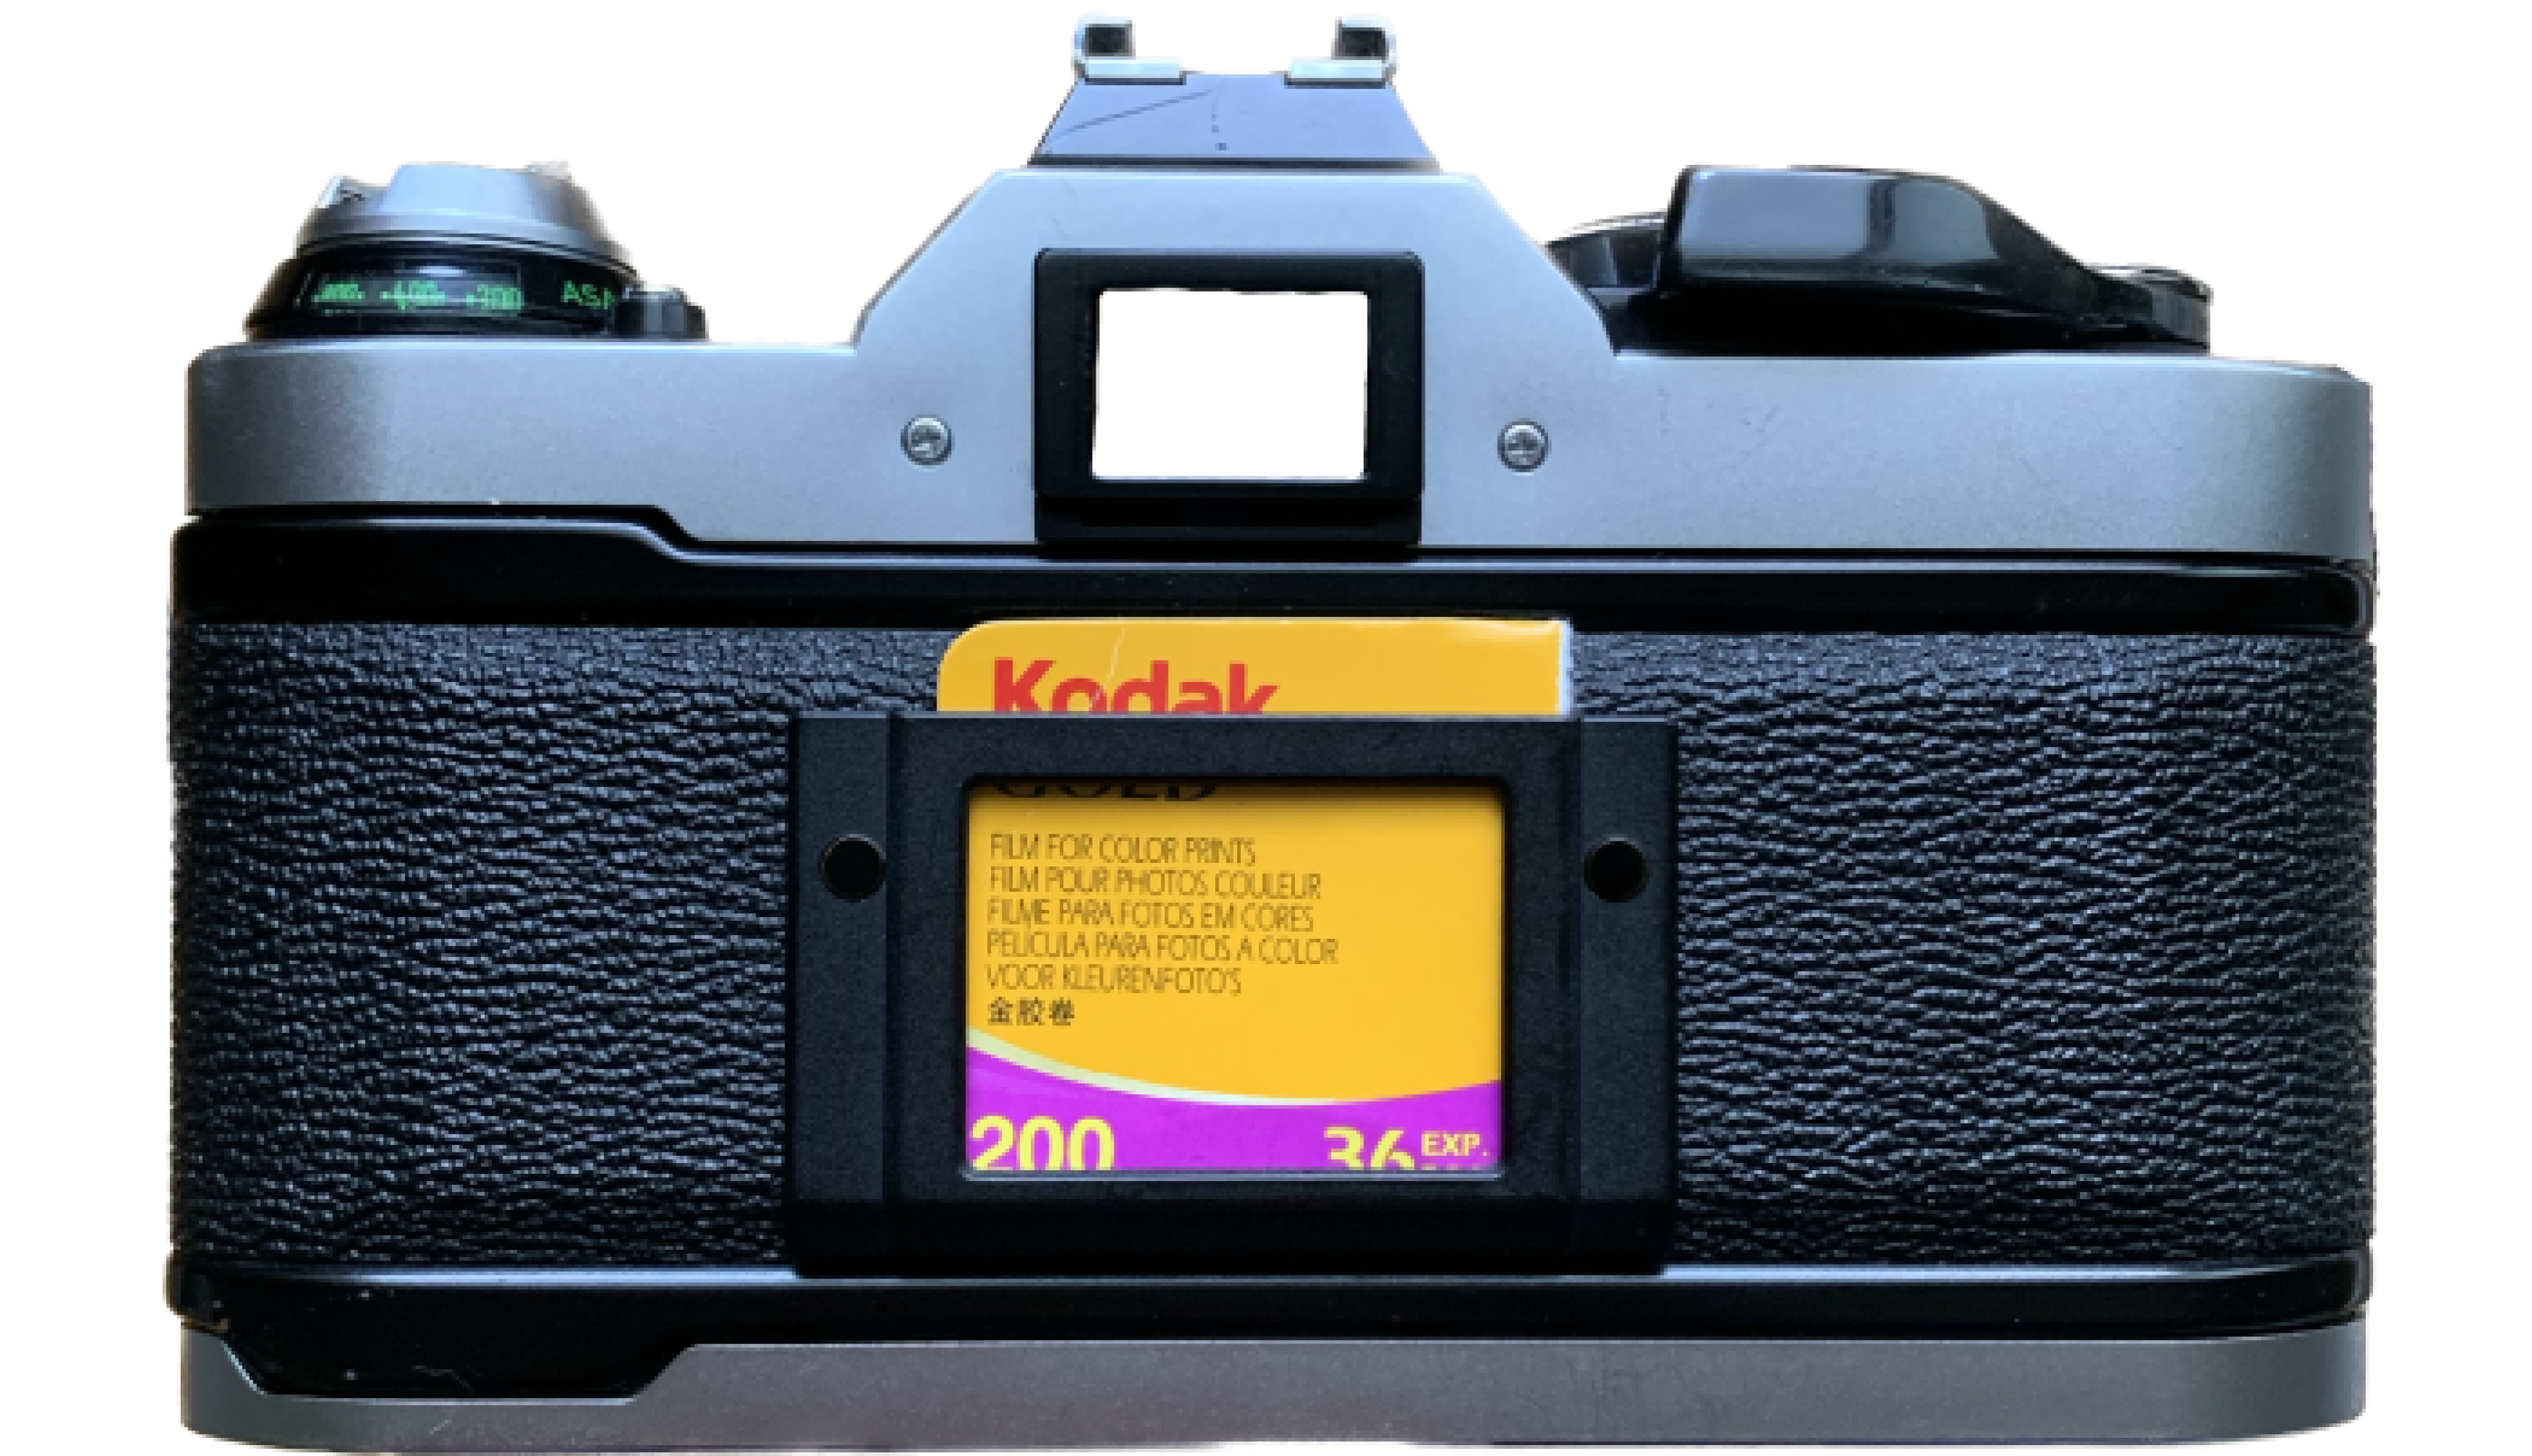 ASA
Kodak
GOLD
FILM FOR COLOR PRINTS
FILM POUR PHOTOS COULEUR
FILME PARA FOTOS EM CORES
PELÍCULA PARA FOTOS A COLOR
VOOR KLEURENFOTO'S
金胶卷
200
36 EXP.